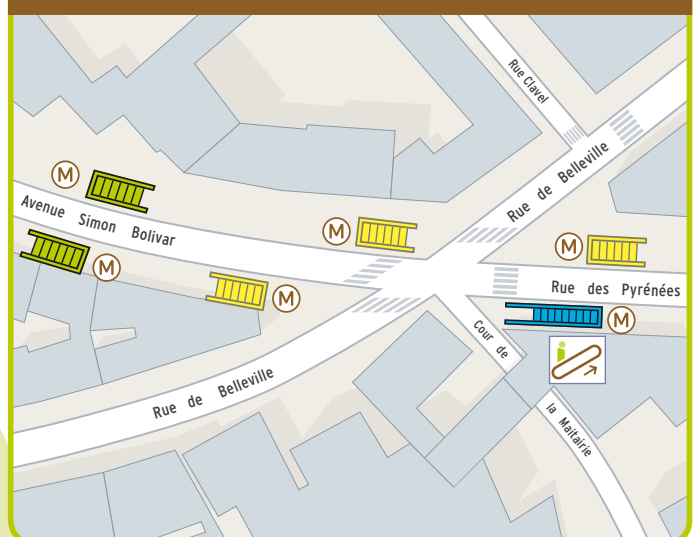 Rue Clavel
Rue de Belleville
M
M
M
Avenue Simon Bolivar
M
M
M
Rue des Pyrénées
M
Cour de
la Maitairie
Rue de Belleville